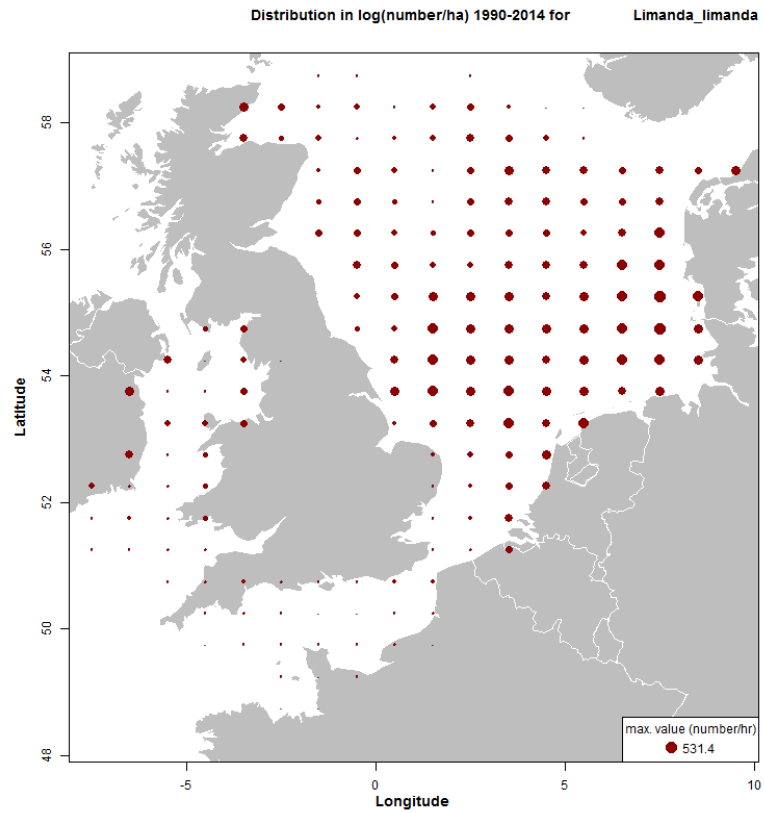 Distribution in log(number/ha) 1990-2014 for Limanda_limanda
58
56
54
52
50
48
Latitude
max. value (number/hr)
531.4
-5 0 5 10
Longitude